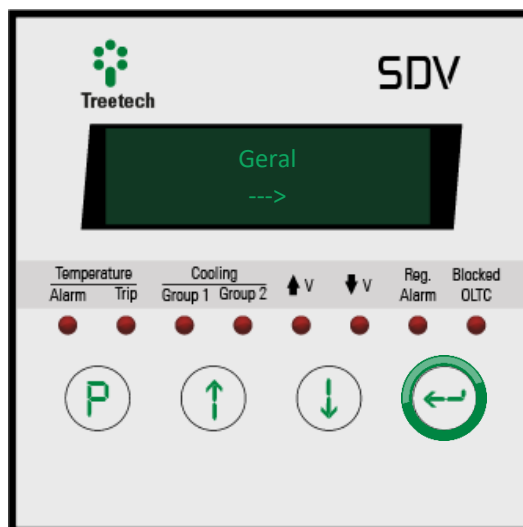 Treetech
SDV
Geral
--->
Temperature
Alarm Trip
Cooling
Group 1 Group 2
V
V
Reg.
Alarm
Blocked
OLTC
P